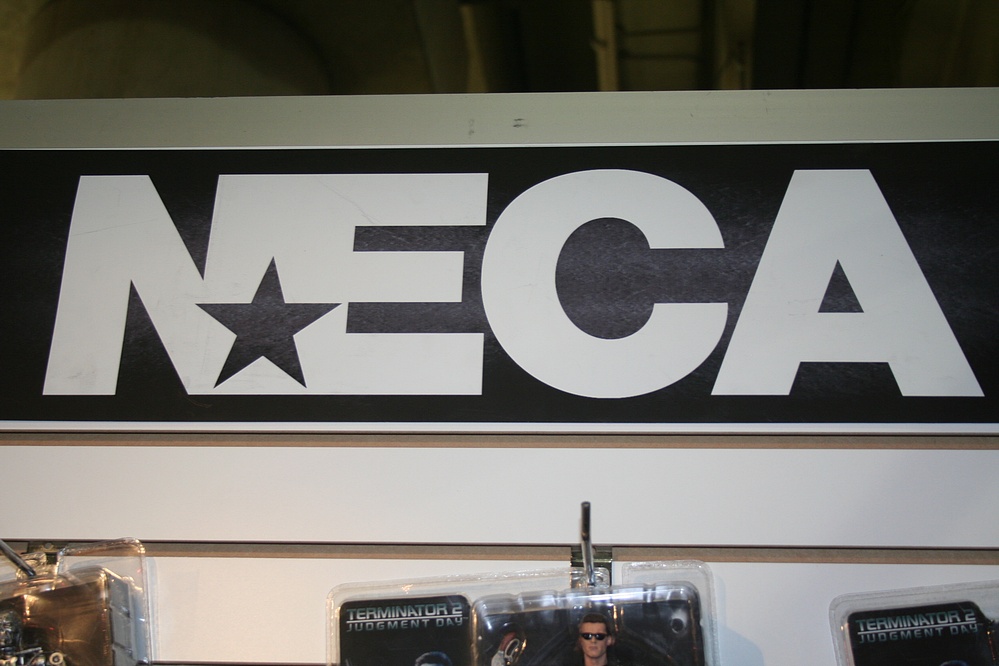 NECA
TERMINATOR 2
JUDGMENT DAY
TERMINATOR 2
JUDGMENT DAY